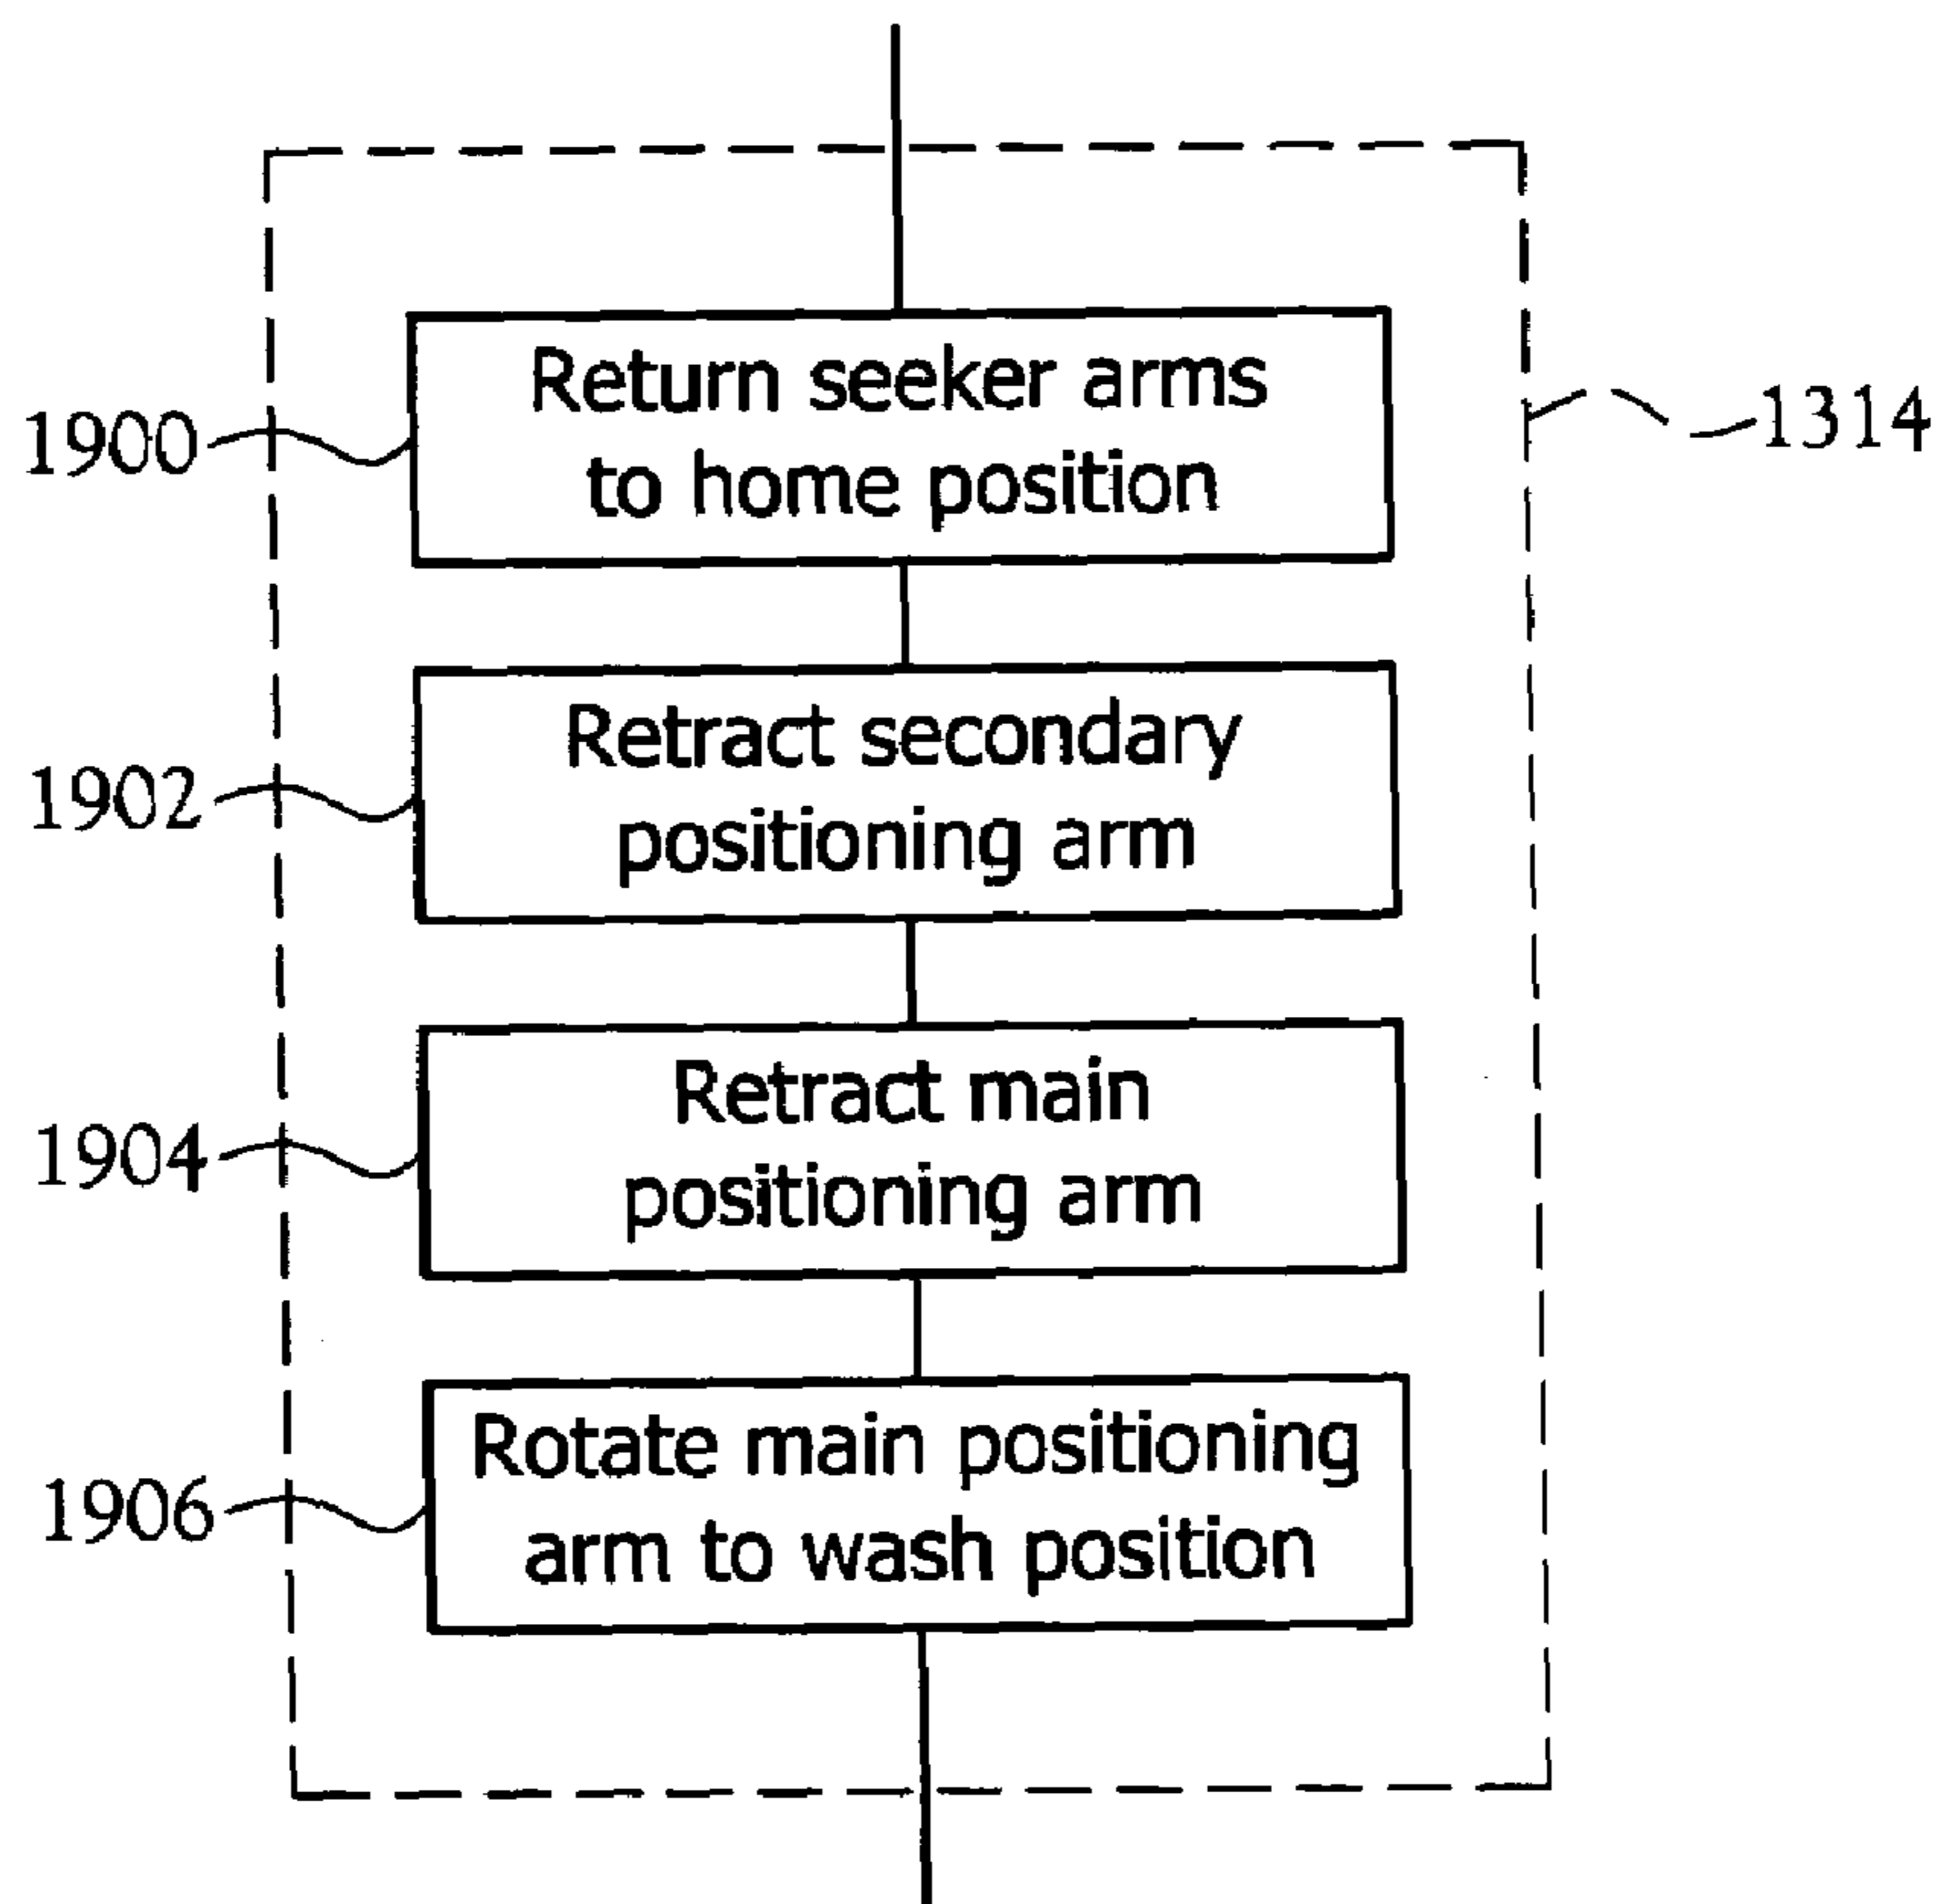 Return seeker arms
to home position
1900
1314
Retract secondary
positioning arm
1902
Retract main
positioning arm
1904
Rotate main positioning
arm to wash position
1906